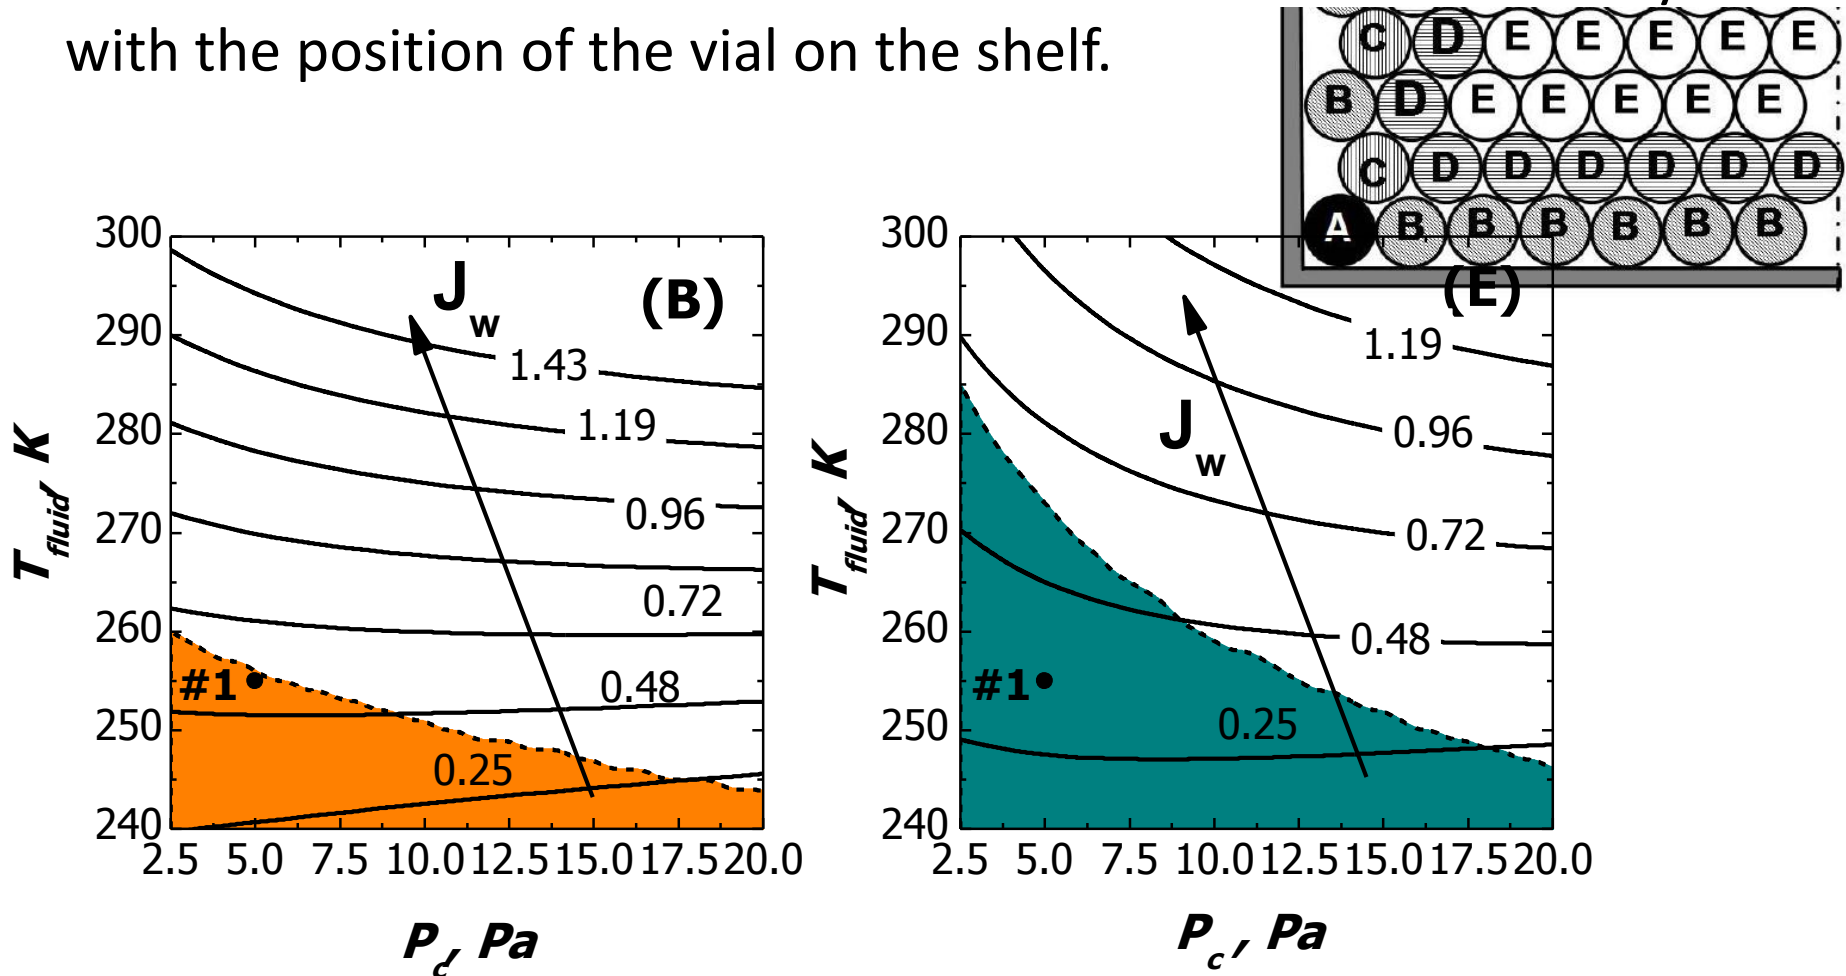 with the position of the vial on the shelf.
C D E E E E E
B D E E E E E
C D D D D D D
A B B B B B B
300
290
280
270
260
250
240
T fluid, K
J w
(B)
1.43
1.19
0.96
0.72
0.48
0.25
#1
2.5 5.0 7.5 10.0 12.5 15.0 17.5 20.0
P c, Pa
300
290
280
270
260
250
240
T fluid, K
J w
(E)
1.19
0.96
0.72
0.48
0.25
#1
2.5 5.0 7.5 10.0 12.5 15.0 17.5 20.0
P c, Pa